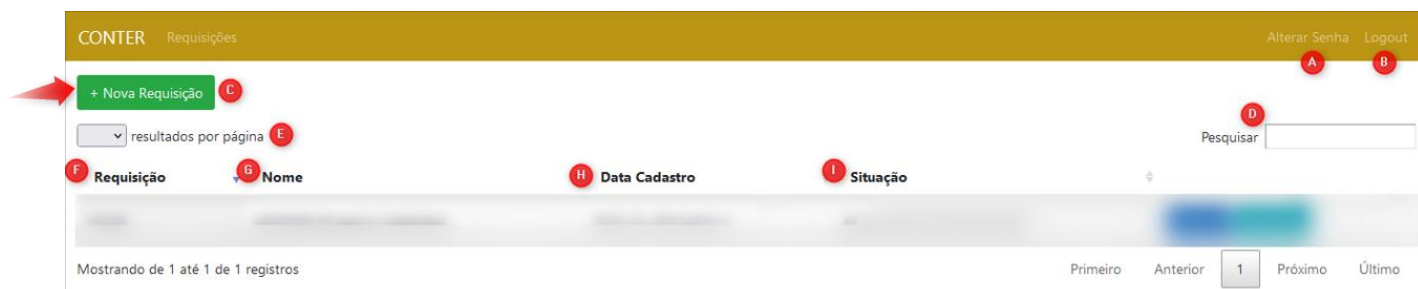 CONTER Requisições Alterar Senha Logout
A B
+ Nova Requisição C
D
resultados por página E Pesquisar
F Requisição G Nome H Data Cadastro I Situação
Mostrando de 1 até 1 de 1 registros Primeiro Anterior 1 Próximo Último